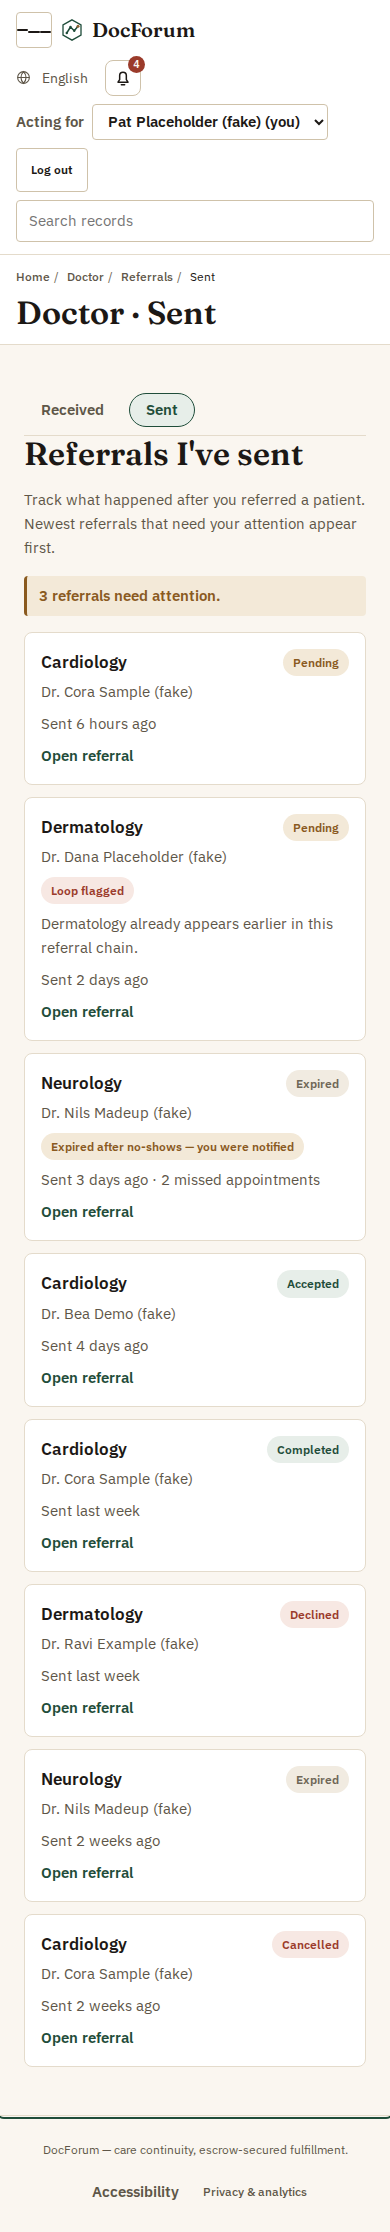 DocForum
English
4
Acting for
Pat Placeholder (fake) (you)
Log out
Search records
Home / Doctor / Referrals / Sent
Doctor · Sent
Received
Sent
Referrals I've sent
Track what happened after you referred a patient.
Newest referrals that need your attention appear
first.
3 referrals need attention.
Cardiology
Pending
Dr. Cora Sample (fake)
Sent 6 hours ago
Open referral
Dermatology
Pending
Dr. Dana Placeholder (fake)
Loop flagged
Dermatology already appears earlier in this
referral chain.
Sent 2 days ago
Open referral
Neurology
Expired
Dr. Nils Madeup (fake)
Expired after no-shows — you were notified
Sent 3 days ago · 2 missed appointments
Open referral
Cardiology
Accepted
Dr. Bea Demo (fake)
Sent 4 days ago
Open referral
Cardiology
Completed
Dr. Cora Sample (fake)
Sent last week
Open referral
Dermatology
Declined
Dr. Ravi Example (fake)
Sent last week
Open referral
Neurology
Expired
Dr. Nils Madeup (fake)
Sent 2 weeks ago
Open referral
Cardiology
Cancelled
Dr. Cora Sample (fake)
Sent 2 weeks ago
Open referral
DocForum — care continuity, escrow-secured fulfillment.
Accessibility
Privacy & analytics